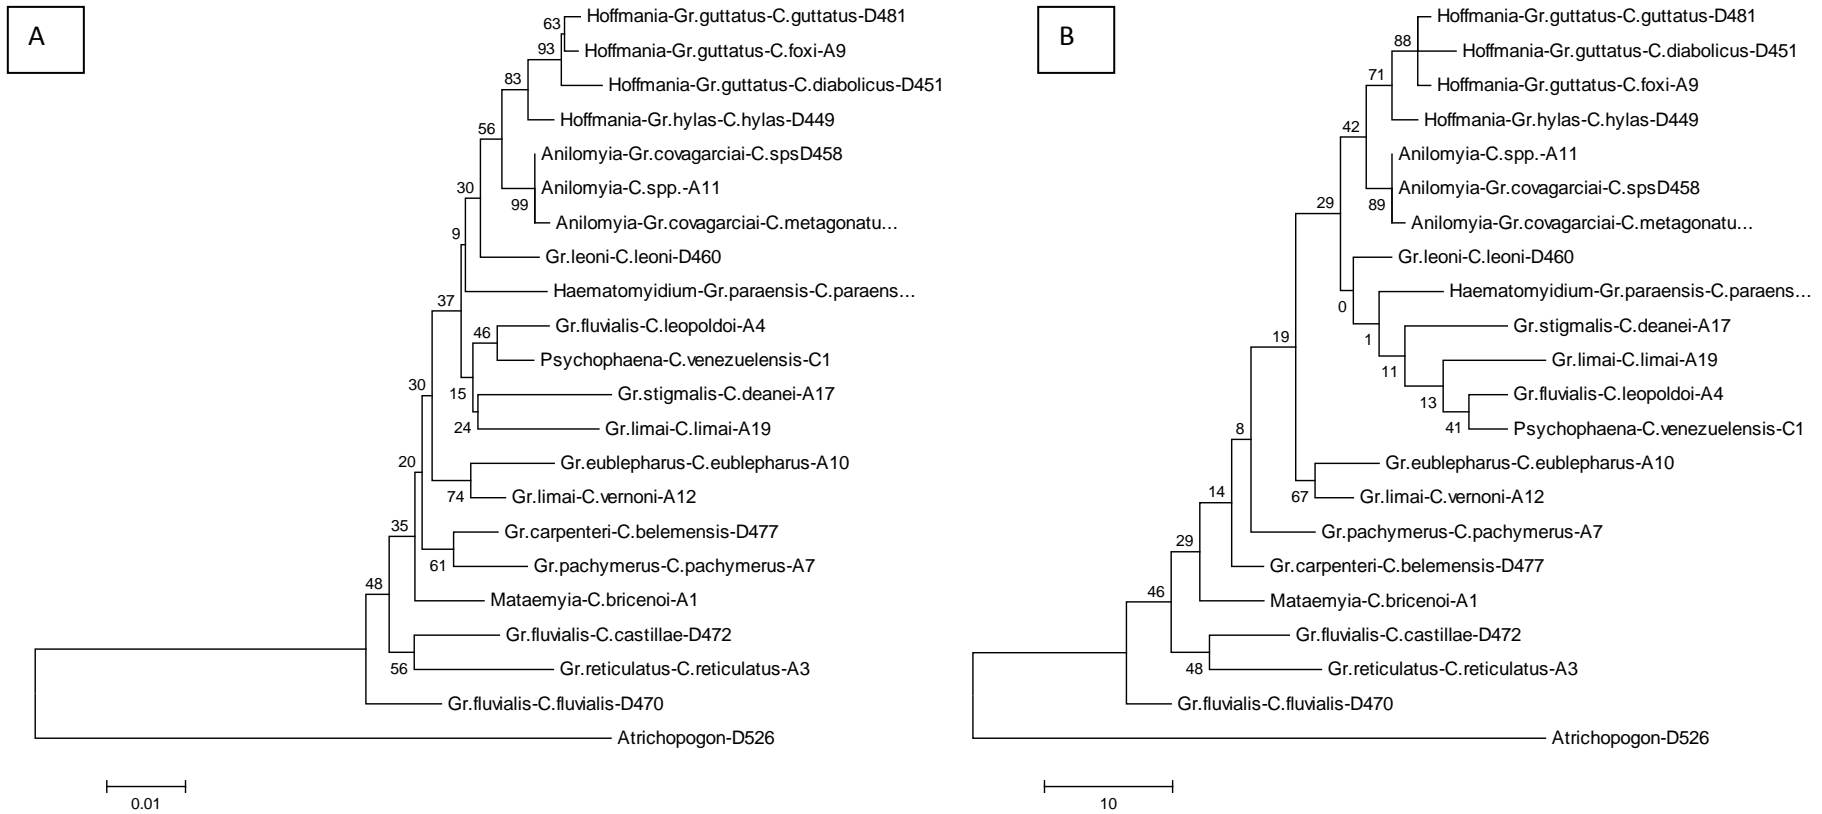 A
63
Hoffmania-Gr.guttatus-C.guttatus-D481
93
Hoffmania-Gr.guttatus-C.foxi-A9
83
Hoffmania-Gr.guttatus-C.diabolicus-D451
Hoffmania-Gr.hylas-C.hylas-D449
56
Anilomyia-Gr.covagarciai-C.spsD458
30
Anilomyia-C.spp.-A11
99
Anilomyia-Gr.covagarciai-C.metagonatu...
9
Gr.leoni-C.leoni-D460
37
Haematomyidium-Gr.paraensis-C.paraens...
46
Gr.fluvialis-C.leopoldoi-A4
Psychophaena-C.venezuelensis-C1
30
15
Gr.stigmalis-C.deanei-A17
24
Gr.limai-C.limai-A19
20
Gr.eublepharus-C.eublepharus-A10
74
Gr.limai-C.vernoni-A12
35
Gr.carpenteri-C.belemensis-D477
61
Gr.pachymerus-C.pachymerus-A7
48
Mataemyia-C.bricenoi-A1
Gr.fluvialis-C.castillae-D472
56
Gr.reticulatus-C.reticulatus-A3
Gr.fluvialis-C.fluvialis-D470
Atrichopogon-D526
0.01
B
Hoffmania-Gr.guttatus-C.guttatus-D481
88
Hoffmania-Gr.guttatus-C.diabolicus-D451
71
Hoffmania-Gr.guttatus-C.foxi-A9
42
Hoffmania-Gr.hylas-C.hylas-D449
Anilomyia-C.spp.-A11
29
Anilomyia-Gr.covagarciai-C.spsD458
89
Anilomyia-Gr.covagarciai-C.metagonatu...
Gr.leoni-C.leoni-D460
0
Haematomyidium-Gr.paraensis-C.paraens...
19
1
Gr.stigmalis-C.deanei-A17
11
Gr.limai-C.limai-A19
13
Gr.fluvialis-C.leopoldoi-A4
8
41
Psychophaena-C.venezuelensis-C1
Gr.eublepharus-C.eublepharus-A10
14
67
Gr.limai-C.vernoni-A12
29
Gr.pachymerus-C.pachymerus-A7
Gr.carpenteri-C.belemensis-D477
46
Mataemyia-C.bricenoi-A1
Gr.fluvialis-C.castillae-D472
48
Gr.reticulatus-C.reticulatus-A3
Gr.fluvialis-C.fluvialis-D470
Atrichopogon-D526
10